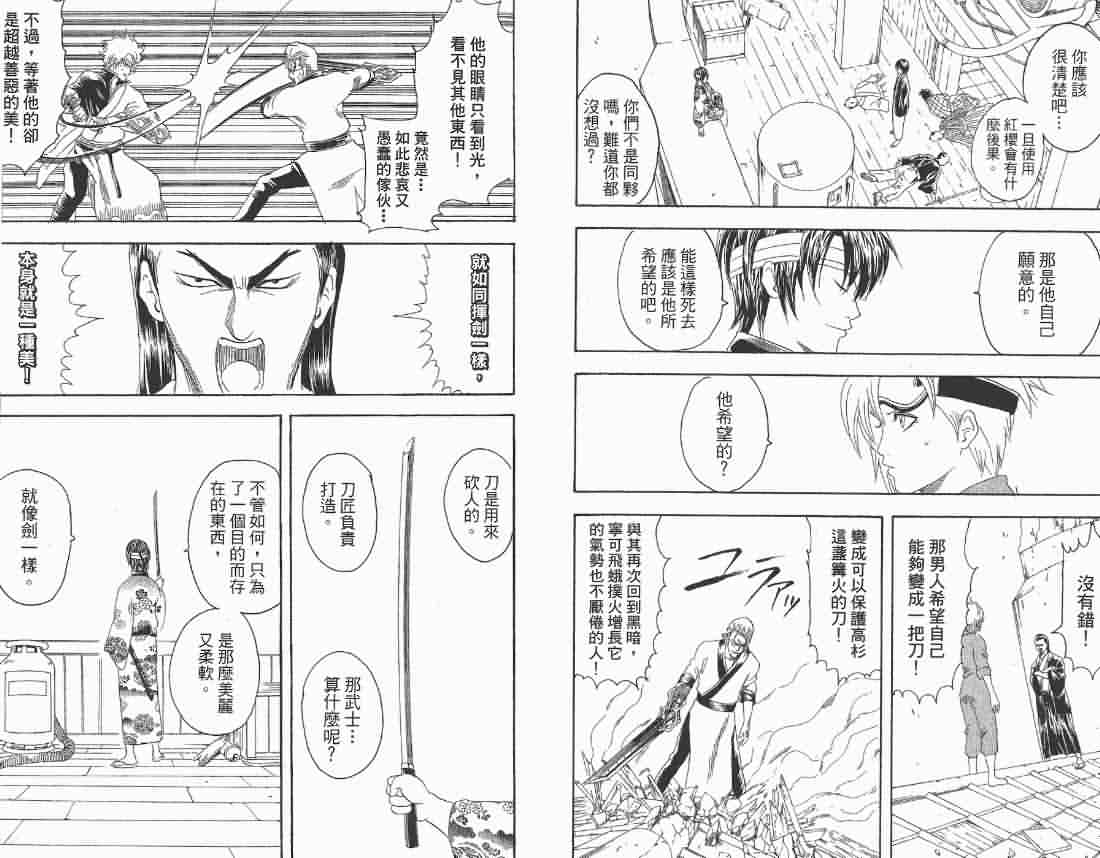 你應該
很清楚吧…
一旦使用
紅櫻會有什
麼後果。
你們不是同夥
嗎，難道你都
沒想過？
那是他自己
願意的。
能這樣死去
應該是他所
希望的吧。
他希望的？
沒有錯！
那男人希望自己
能夠變成一把刀！
變成可以保護高杉
這盞篝火的刀！
ユラァ…
與其再次回到黑暗，
寧可飛蛾撲火增長它
的氣勢也不厭倦的人！
他的眼睛只看到光，
看不見其他東西！
竟然是…
如此悲哀又
愚蠢的傢伙…
不過，等著他的卻
是超越善惡的美！
就如同揮劍一樣，
本身就是一種美！
刀是用來
砍人的。
刀匠負責
打造。
那武士…
算什麼呢？
不管如何，只為
了一個目的而存
在的東西，
是那麼美麗
又柔軟。
就像劍一樣。